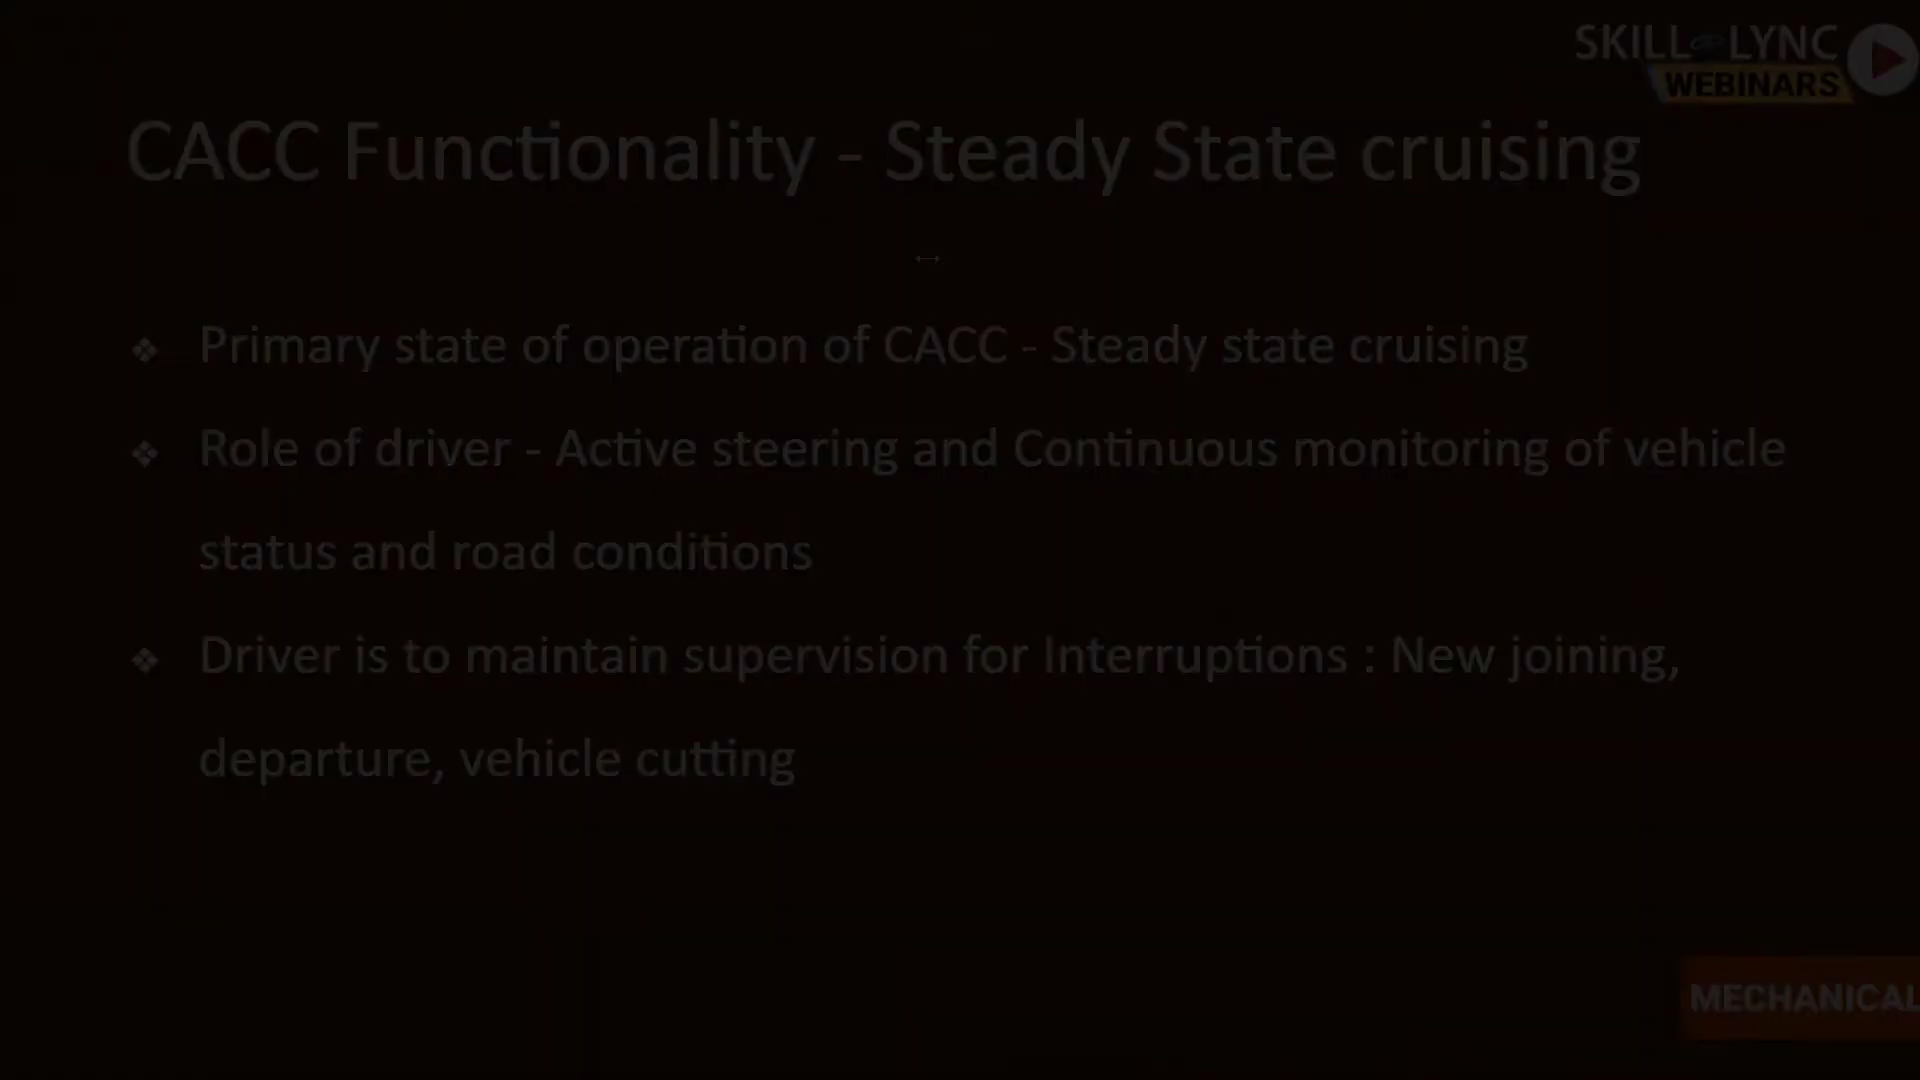 SKILL LYNC
WEBINARS
CACC Functionality - Steady State cruising
❖ Primary state of operation of CACC - Steady state cruising
❖ Role of driver - Active steering and Continuous monitoring of vehicle
status and road conditions
❖ Driver is to maintain supervision for Interruptions : New joining,
departure, vehicle cutting
MECHANICAL